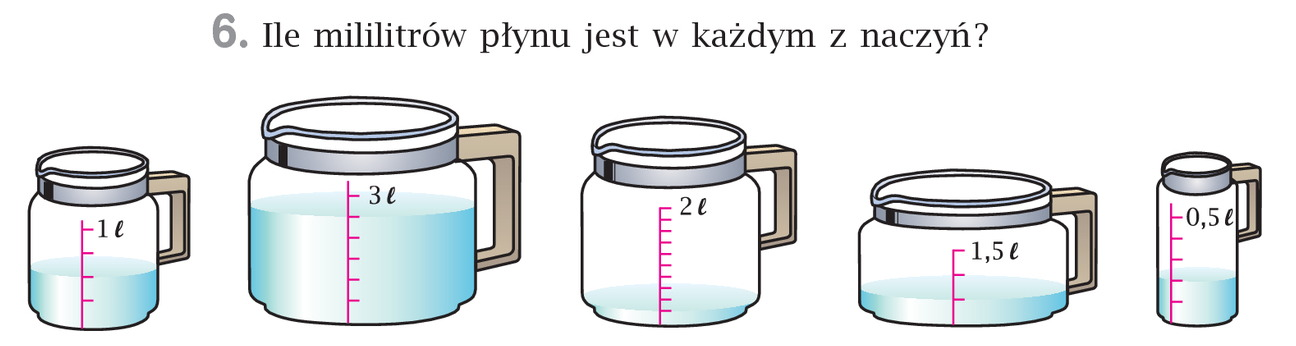 6. Ile mililitrów płynu jest w każdym z naczyń?
1 ℓ
3 ℓ
2 ℓ
1,5 ℓ
0,5 ℓ